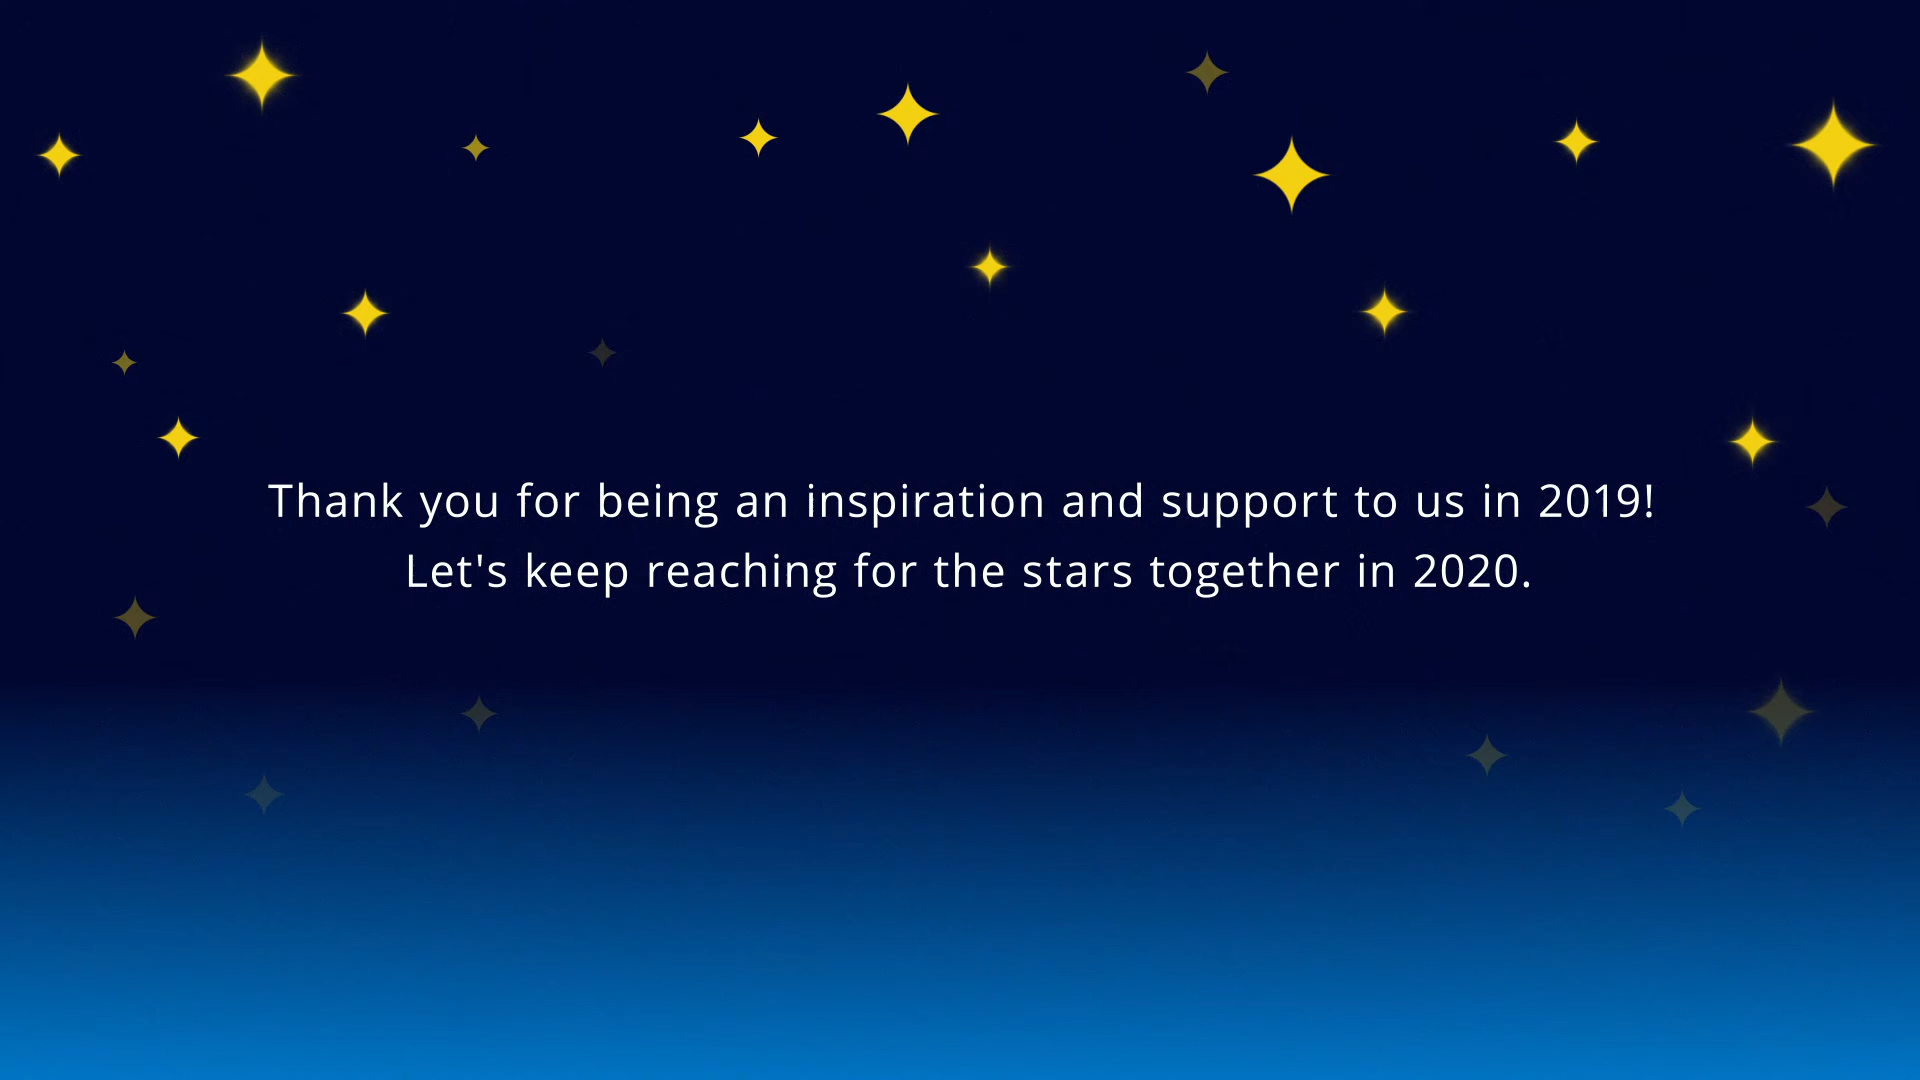 Thank you for being an inspiration and support to us in 2019!
Let's keep reaching for the stars together in 2020.